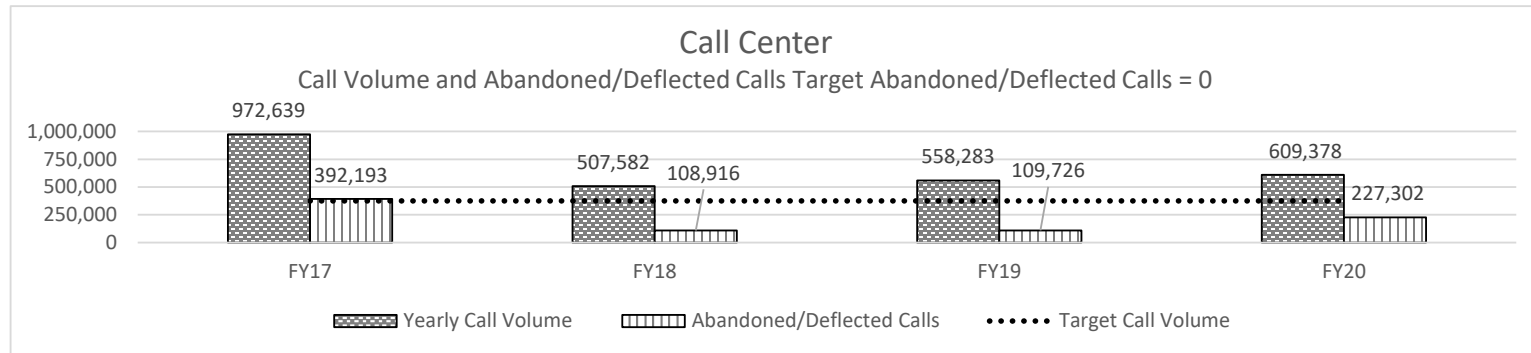 Call Center
Call Volume and Abandoned/Deflected Calls Target Abandoned/Deflected Calls = 0
972,639
1,000,000
750,000
500,000
250,000
0
392,193
507,582
108,916
558,283
109,726
609,378
227,302
FY17
FY18
FY19
FY20
Yearly Call Volume
Abandoned/Deflected Calls
Target Call Volume